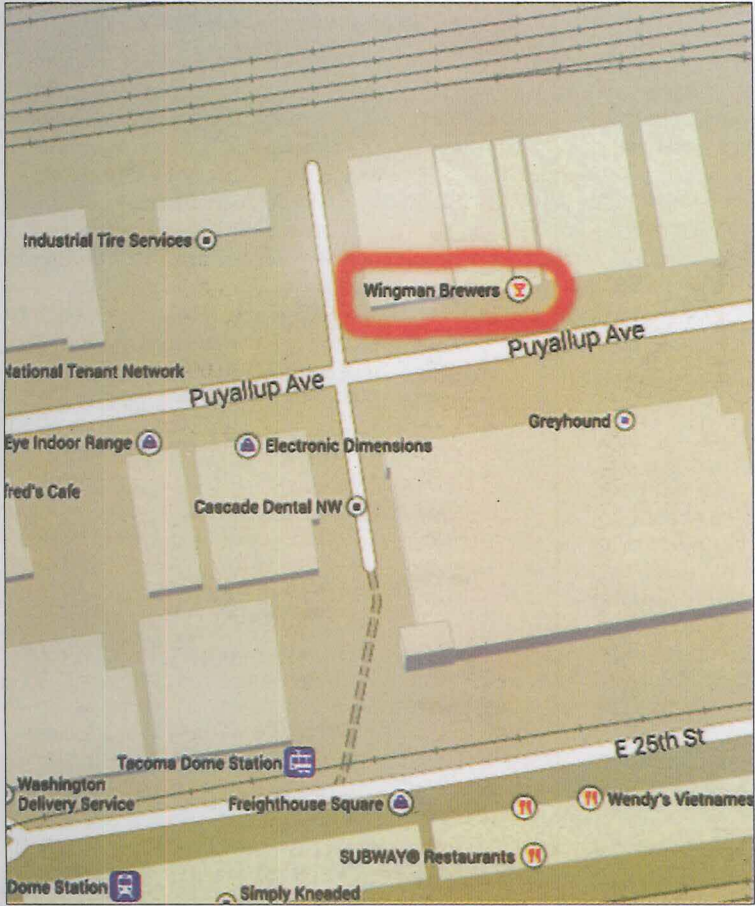 Industrial Tire Services
Wingman Brewers
Puyallup Ave
National Tenant Network
Puyallup Ave
Greyhound
Eye Indoor Range
Electronic Dimensions
fred's Cafe
Cascade Dental NW
E 25th St
Tacoma Dome Station
Washington
Delivery Service
Freighthouse Square
Wendy's Vietnames
SUBWAY® Restaurants
Dome Station
Simply Kneaded